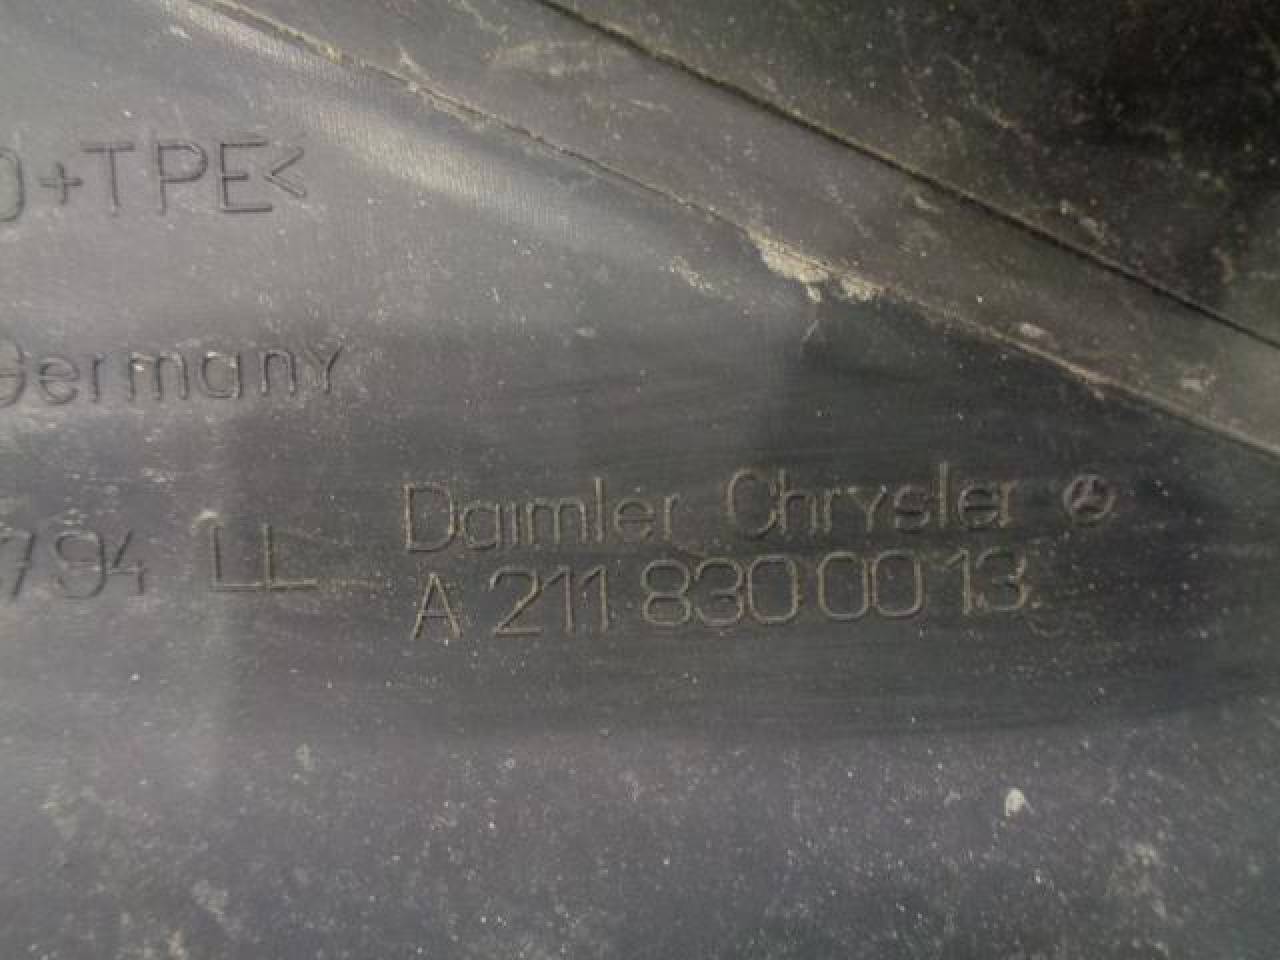 +TPE<
Germany
794 LL
Daimler Chrysler
A 211 830 00 13